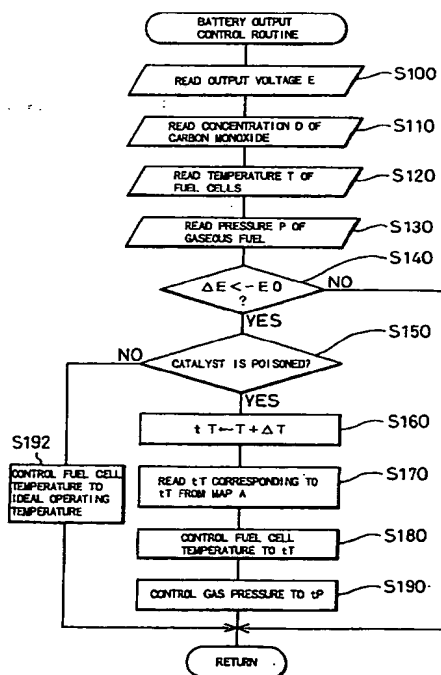 BATTERY OUTPUT
CONTROL ROUTINE
S100
READ OUTPUT VOLTAGE E
S110
READ CONCENTRATION D OF
CARBON MONOXIDE
S120
READ TEMPERATURE T OF
FUEL CELLS
S130
READ PRESSURE P OF
GASEOUS FUEL
S140
ΔE<-E0
?
NO
YES
S150
NO
CATALYST IS POISONED?
YES
S160
tT←T+ΔT
S192
CONTROL FUEL CELL
TEMPERATURE TO
IDEAL OPERATING
TEMPERATURE
S170
READ tT CORRESPONDING TO
tT FROM MAP A
S180
CONTROL FUEL CELL
TEMPERATURE TO tT
S190
CONTROL GAS PRESSURE TO tP
RETURN